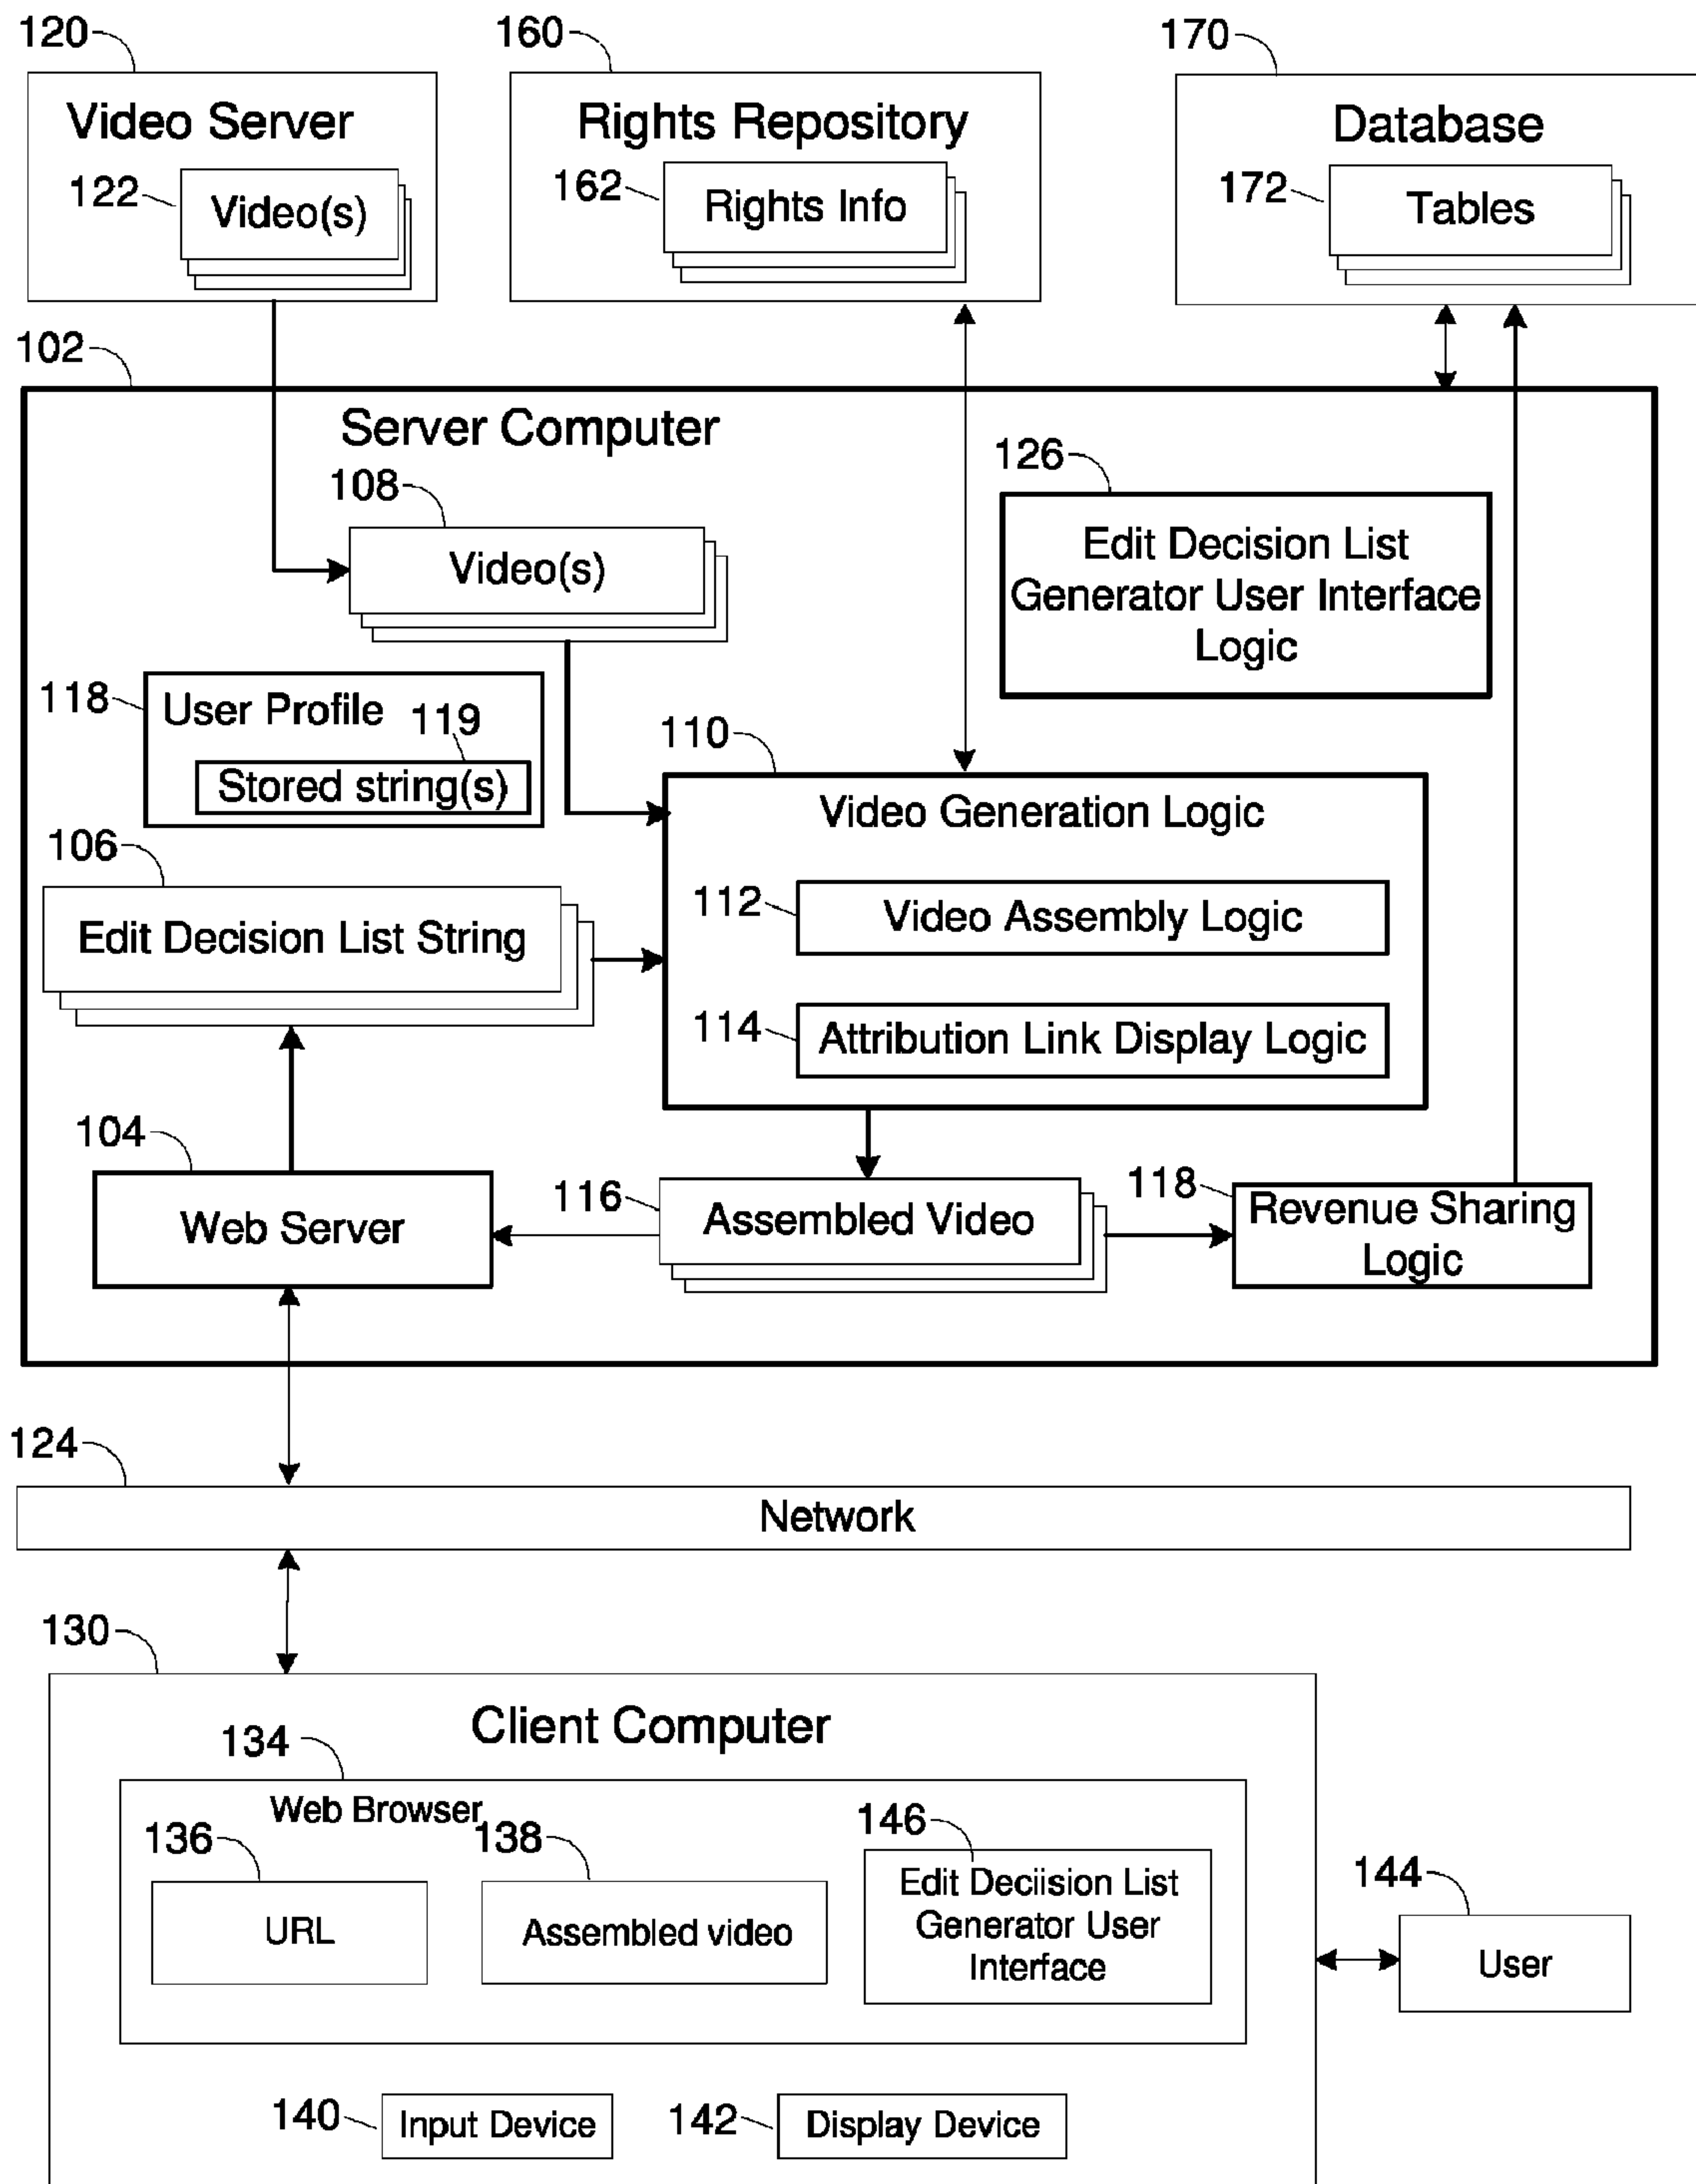 120
160
170
Video Server
Rights Repository
Database
122
Video(s)
162
Rights Info
172
Tables
102
Server Computer
108
Video(s)
126
Edit Decision List
Generator User Interface
Logic
118
User Profile
119
Stored string(s)
110
Video Generation Logic
106
Edit Decision List String
112
Video Assembly Logic
114
Attribution Link Display Logic
104
Web Server
116
Assembled Video
118
Revenue Sharing
Logic
124
Network
130
Client Computer
134
Web Browser
136
URL
138
Assembled video
146
Edit Deciision List
Generator User
Interface
144
User
140
Input Device
142
Display Device